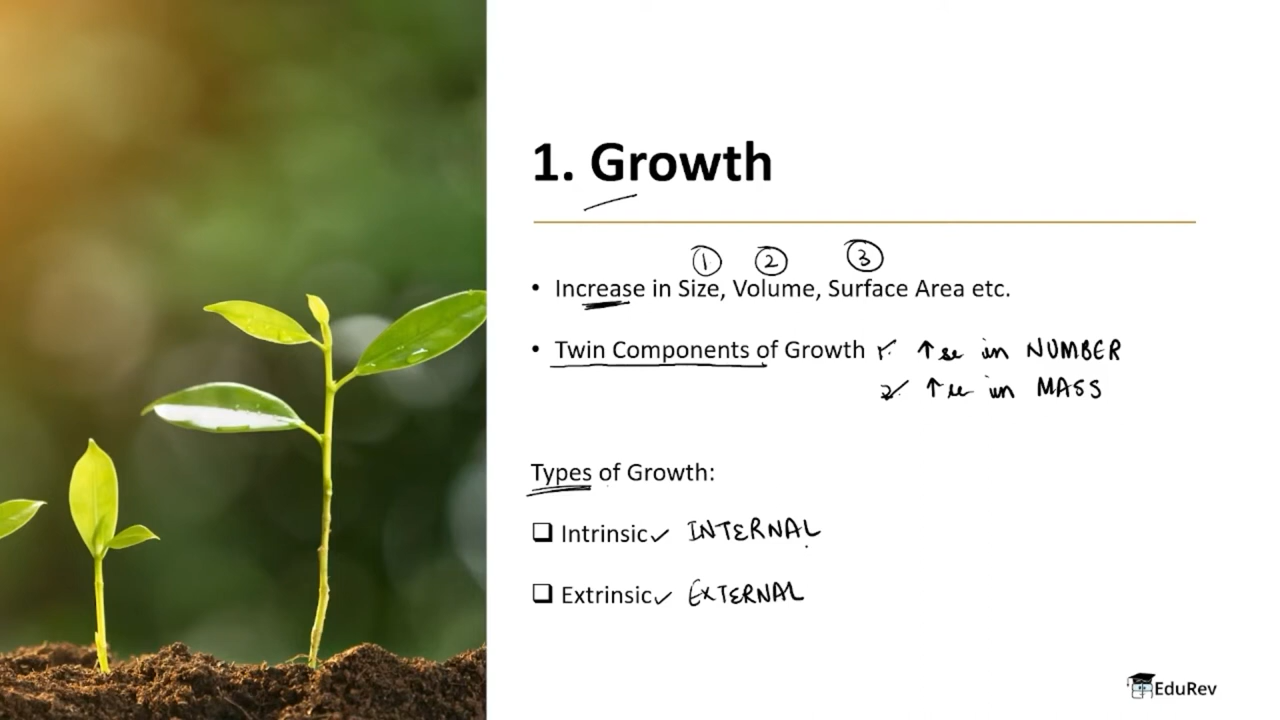 1. Growth
① ② ③
• Increase in Size, Volume, Surface Area etc.
• Twin Components of Growth 1. ↑se in NUMBER
2. ↑se in MASS
Types of Growth:
❑ Intrinsic✓ INTERNAL
❑ Extrinsic✓ EXTERNAL
EduRev